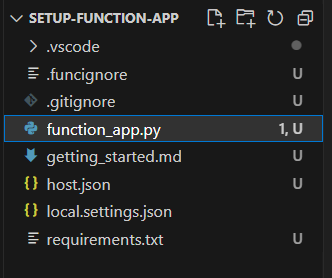 SETUP-FUNCTION-APP
.vscode
.funcignore U
.gitignore U
function_app.py 1, U
getting_started.md U
host.json U
local.settings.json
requirements.txt U